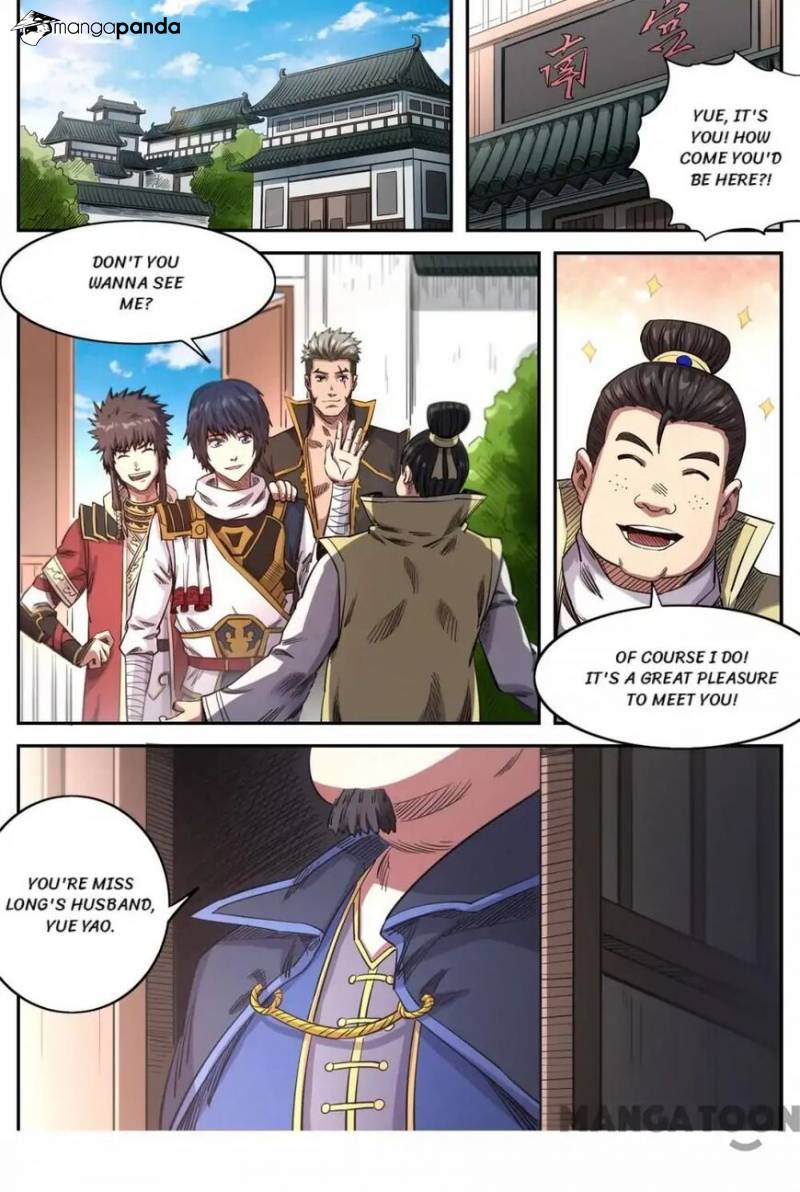 mangapanda
南宫
YUE, IT'S
YOU! HOW
COME YOU'D
BE HERE?!
DON'T YOU
WANNA SEE
ME?
OF COURSE I DO!
IT'S A GREAT PLEASURE
TO MEET YOU!
YOU'RE MISS
LONG'S HUSBAND,
YUE YAO.
MANGATOON